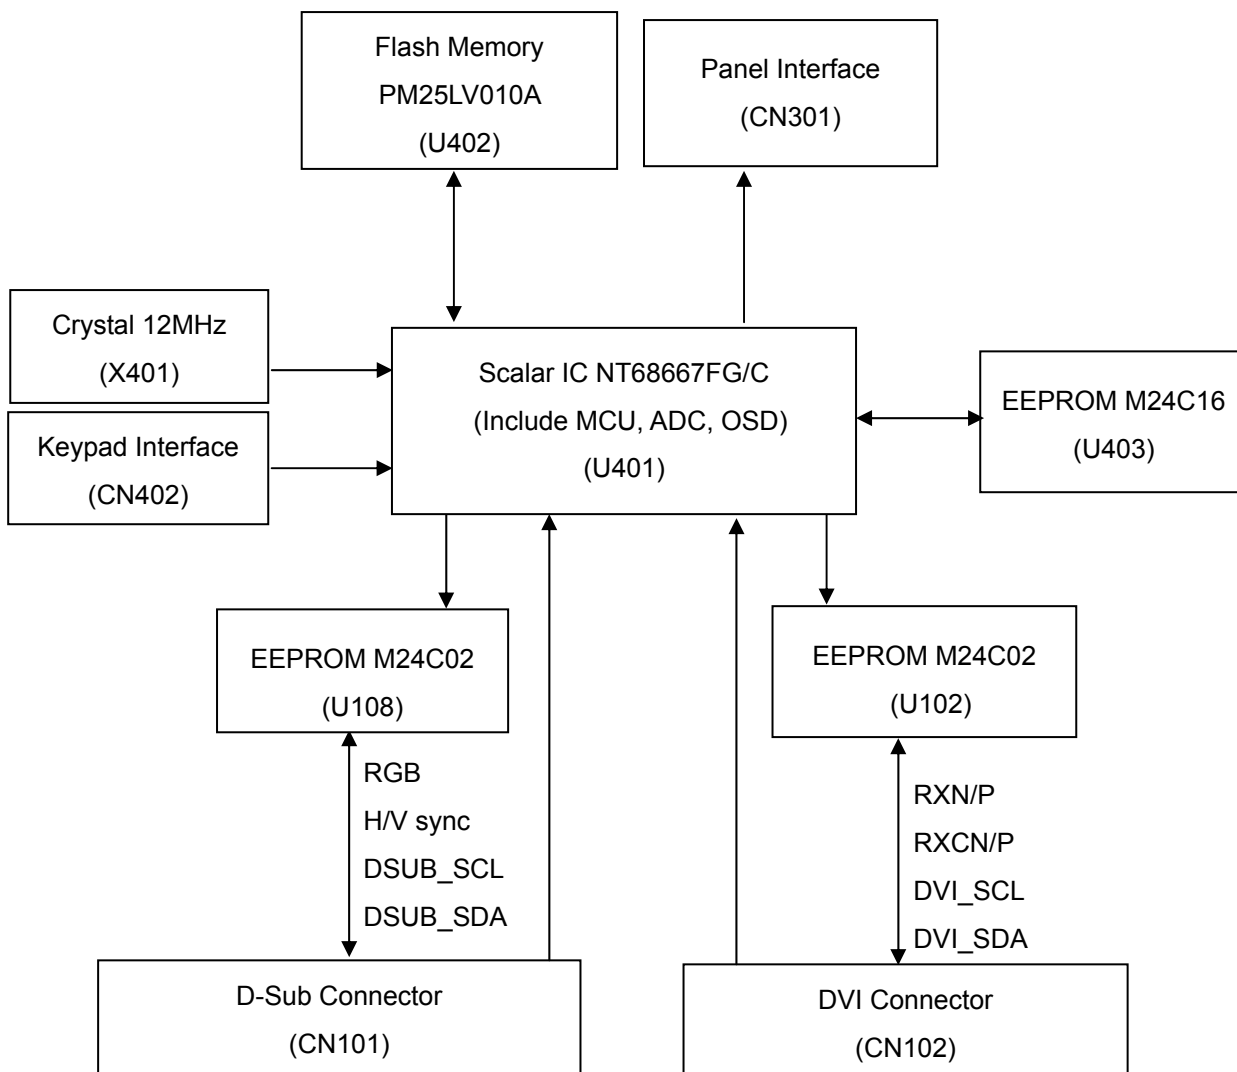 Flash Memory
PM25LV010A
(U402)
Panel Interface
(CN301)
Crystal 12MHz
(X401)
Keypad Interface
(CN402)
Scalar IC NT68667FG/C
(Include MCU, ADC, OSD)
(U401)
EEPROM M24C16
(U403)
EEPROM M24C02
(U108)
EEPROM M24C02
(U102)
RGB
H/V sync
DSUB_SCL
DSUB_SDA
RXN/P
RXCN/P
DVI_SCL
DVI_SDA
D-Sub Connector
(CN101)
DVI Connector
(CN102)